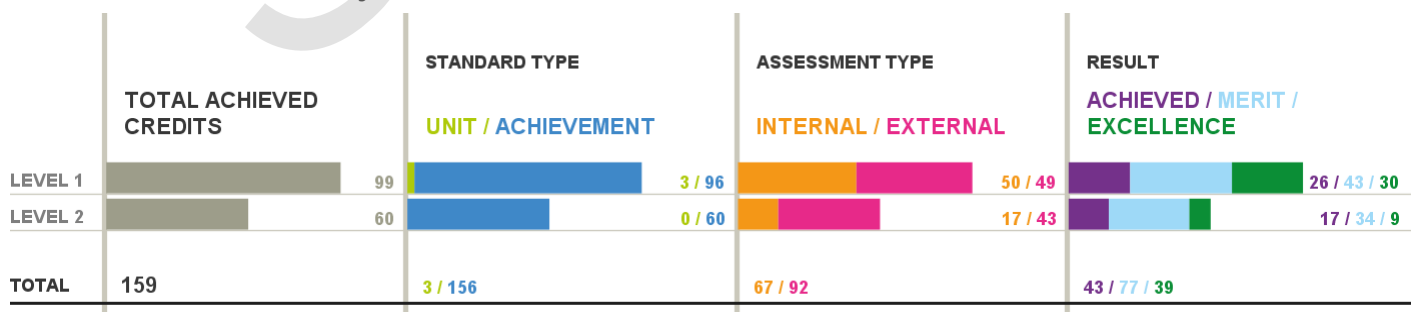 STANDARD TYPE
ASSESSMENT TYPE
RESULT
TOTAL ACHIEVED
CREDITS
UNIT / ACHIEVEMENT
INTERNAL / EXTERNAL
ACHIEVED / MERIT /
EXCELLENCE
LEVEL 1 99 3 / 96 50 / 49 26 / 43 / 30
LEVEL 2 60 0 / 60 17 / 43 17 / 34 / 9
TOTAL 159 3 / 156 67 / 92 43 / 77 / 39